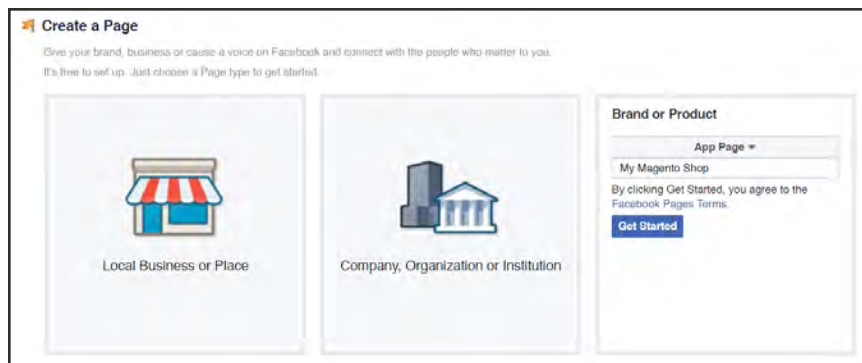 Create a Page
Give your brand, business or cause a voice on Facebook and connect with the people who matter to you.
It's free to set up. Just choose a Page type to get started.
Local Business or Place
Company, Organization or Institution
Brand or Product
App Page
My Magento Shop
By clicking Get Started, you agree to the
Facebook Pages Terms.
Get Started